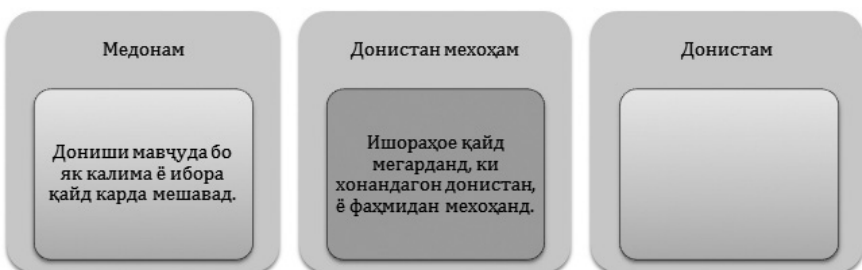 Медонам
Дониши мавҷуда бо
як калима ё ибора
қайд карда мешавад.
Донистан мехоҳам
Ишораҳое қайд
мегарданд, ки
хонандагон донистан,
ё фаҳмидан мехоҳанд.
Донистам